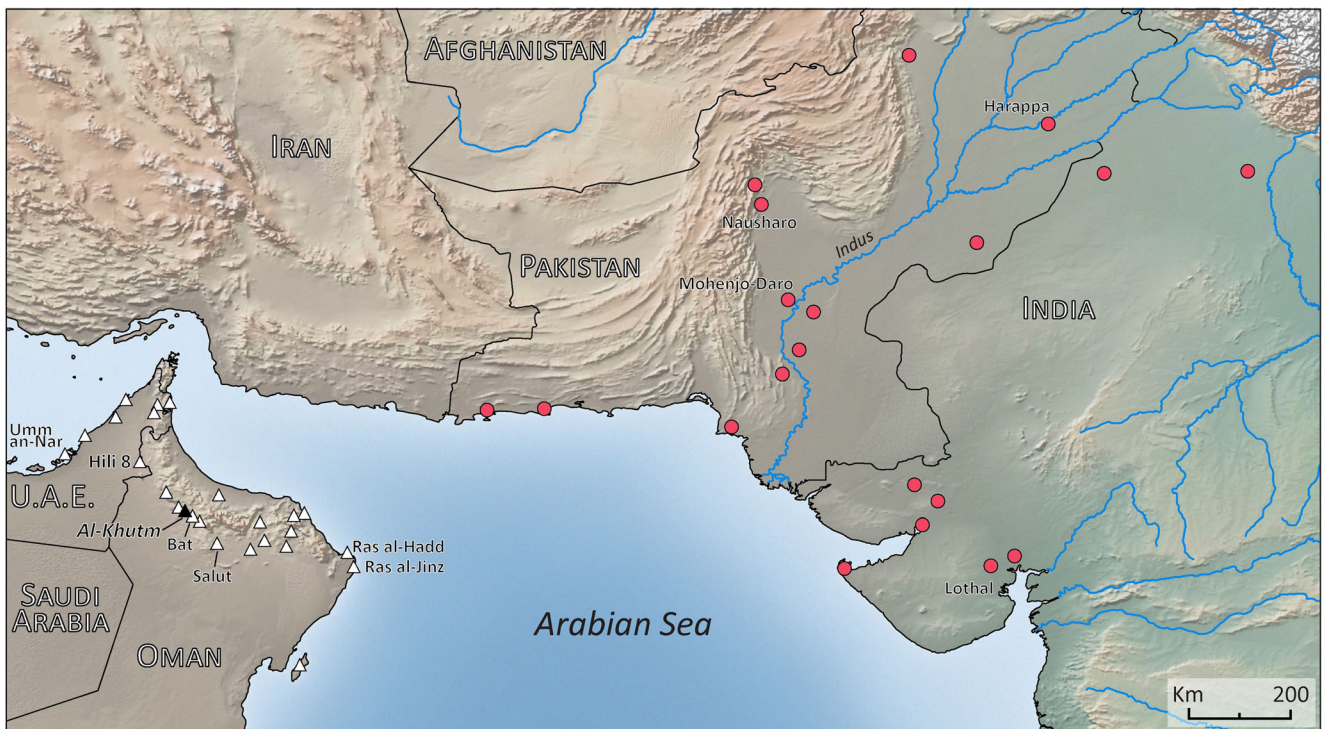 AFGHANISTAN
Harappa
IRAN
Nausharo
Indus
PAKISTAN
Mohenjo-Daro
INDIA
Umm
an-Nar
Hili 8
U.A.E.
Al-Khutm
Bat
Ras al-Hadd
Ras al-Jinz
Salut
Lothal
SAUDI
ARABIA
Arabian Sea
OMAN
Km 200